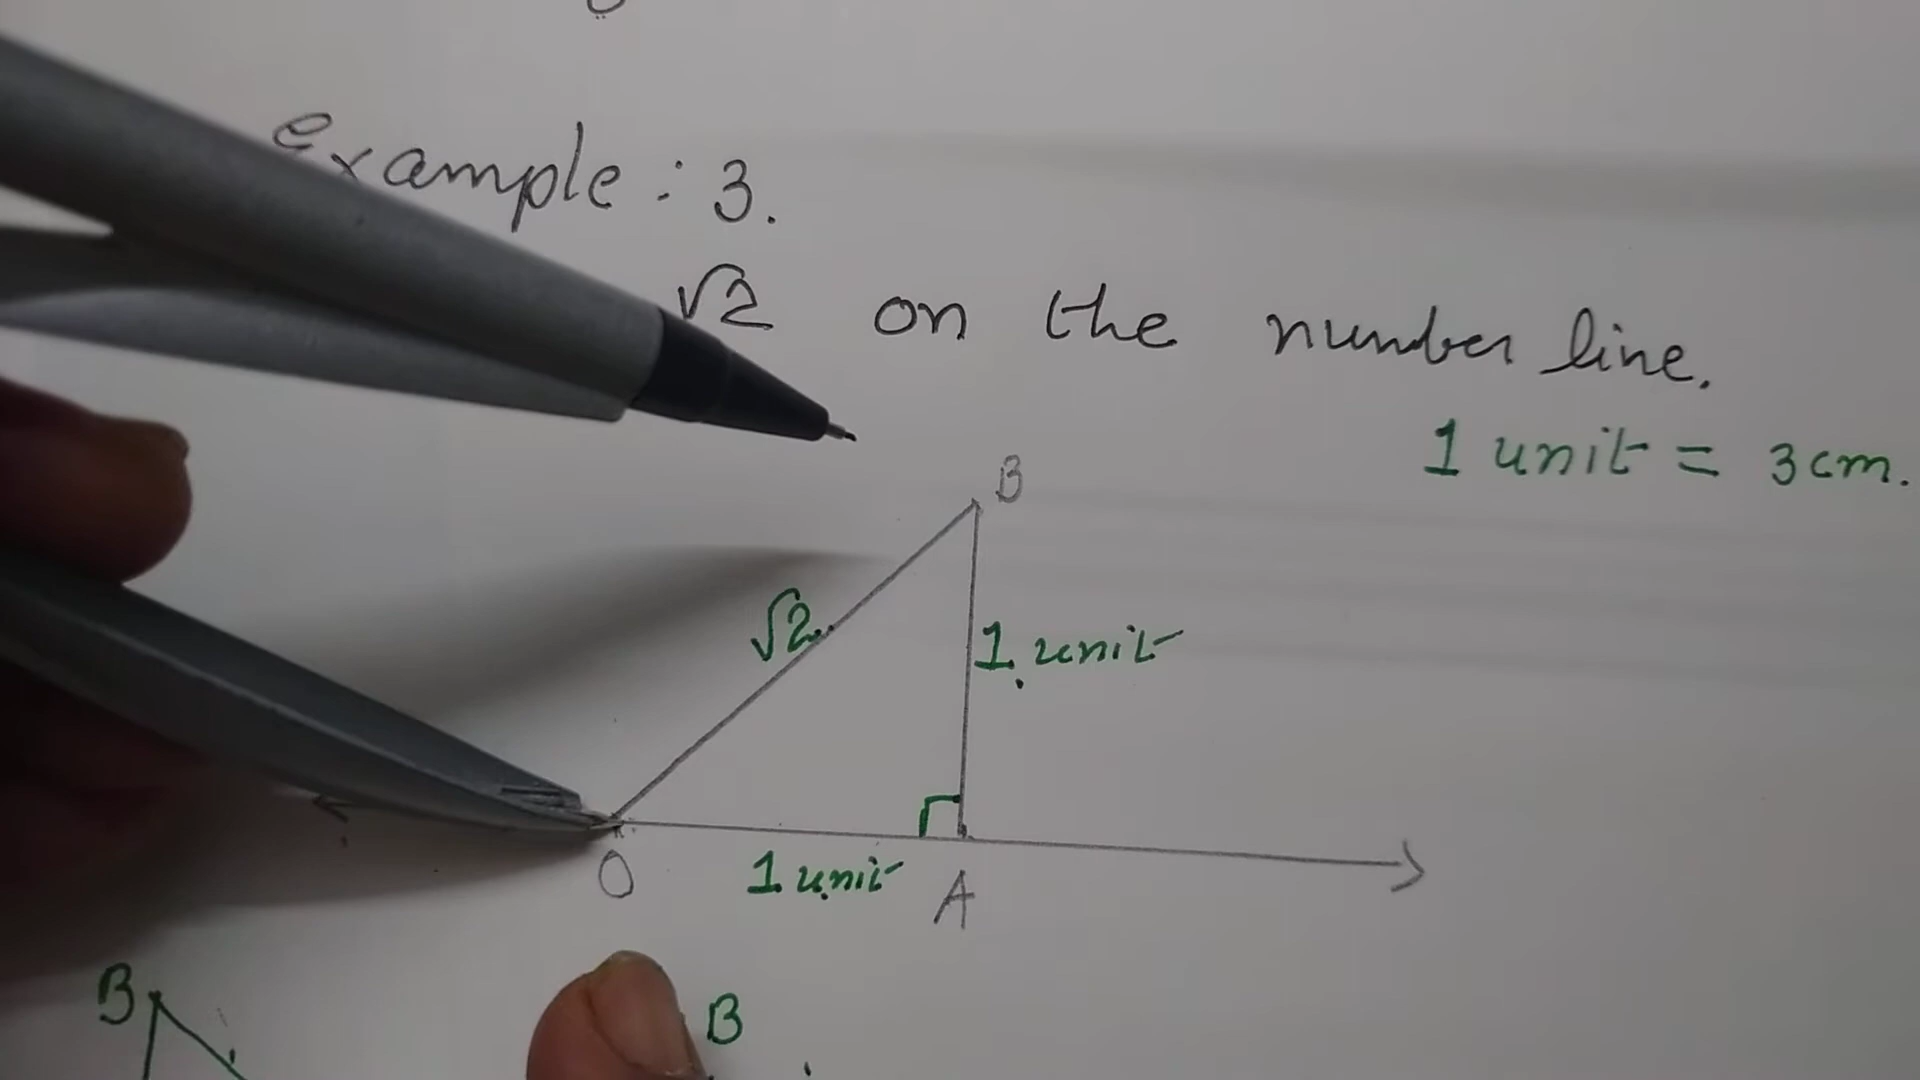 example : 3.
√2 on the number line.
1 unit = 3cm.
B
√2
1 unit
O
1 unit
A
B
B